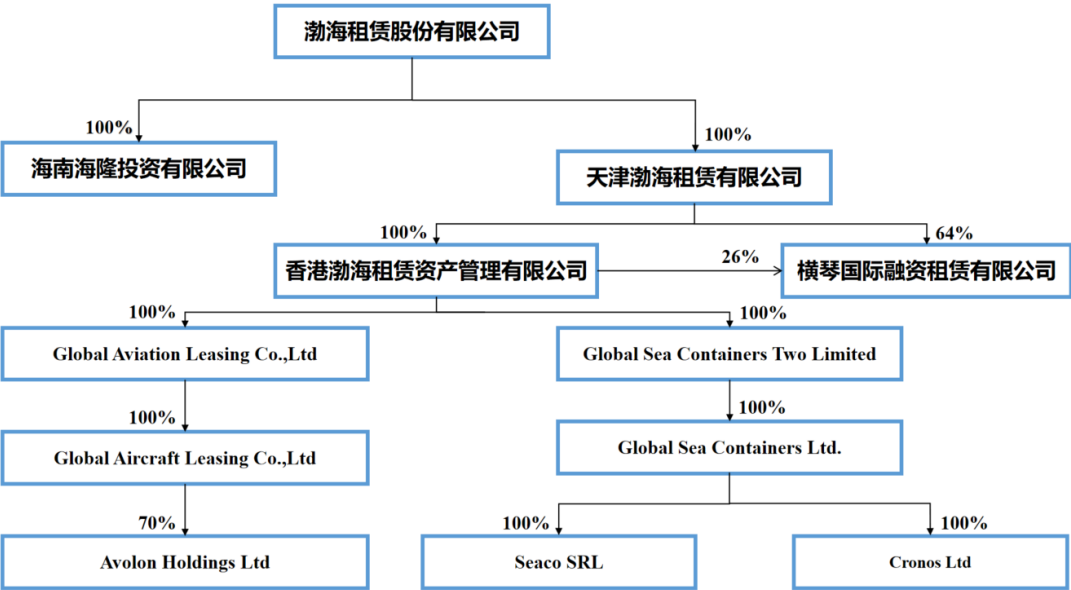 渤海租赁股份有限公司
100%
100%
海南海隆投资有限公司
天津渤海租赁有限公司
100%
64%
香港渤海租赁资产管理有限公司
26%
横琴国际融资租赁有限公司
100%
100%
Global Aviation Leasing Co.,Ltd
Global Sea Containers Two Limited
100%
100%
Global Aircraft Leasing Co.,Ltd
Global Sea Containers Ltd.
70%
100%
100%
Avolon Holdings Ltd
Seaco SRL
Cronos Ltd